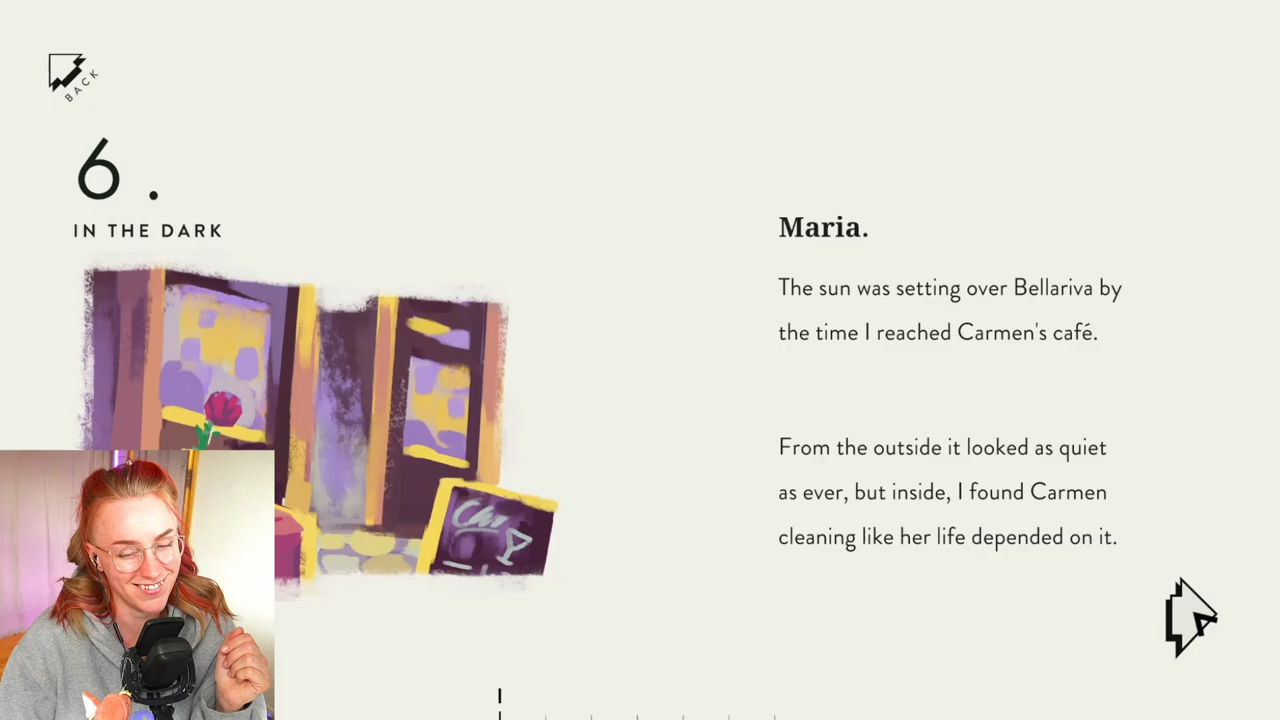 BACK
6.
IN THE DARK
Maria.
The sun was setting over Bellariva by
the time I reached Carmen's café.
From the outside it looked as quiet
as ever, but inside, I found Carmen
cleaning like her life depended on it.